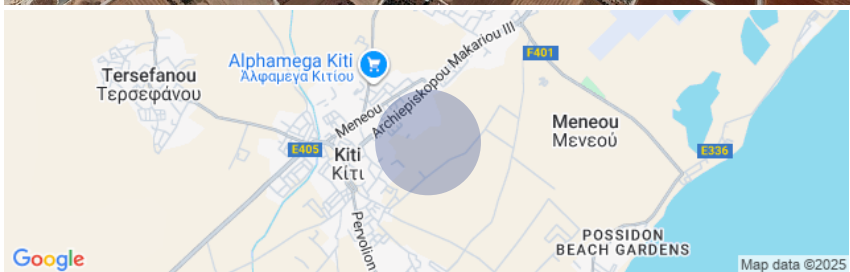 Tersefanou
Τερσεφάνου
Alphamega Kiti
Άλφαμεγα Κιτίου
Archiepiskopou Makariou III
F401
Meneou
Meneou
Μενεού
E405
Kiti
Κίτι
E336
Pervolion
POSSIDON
BEACH GARDENS
Google
Map data ©2025